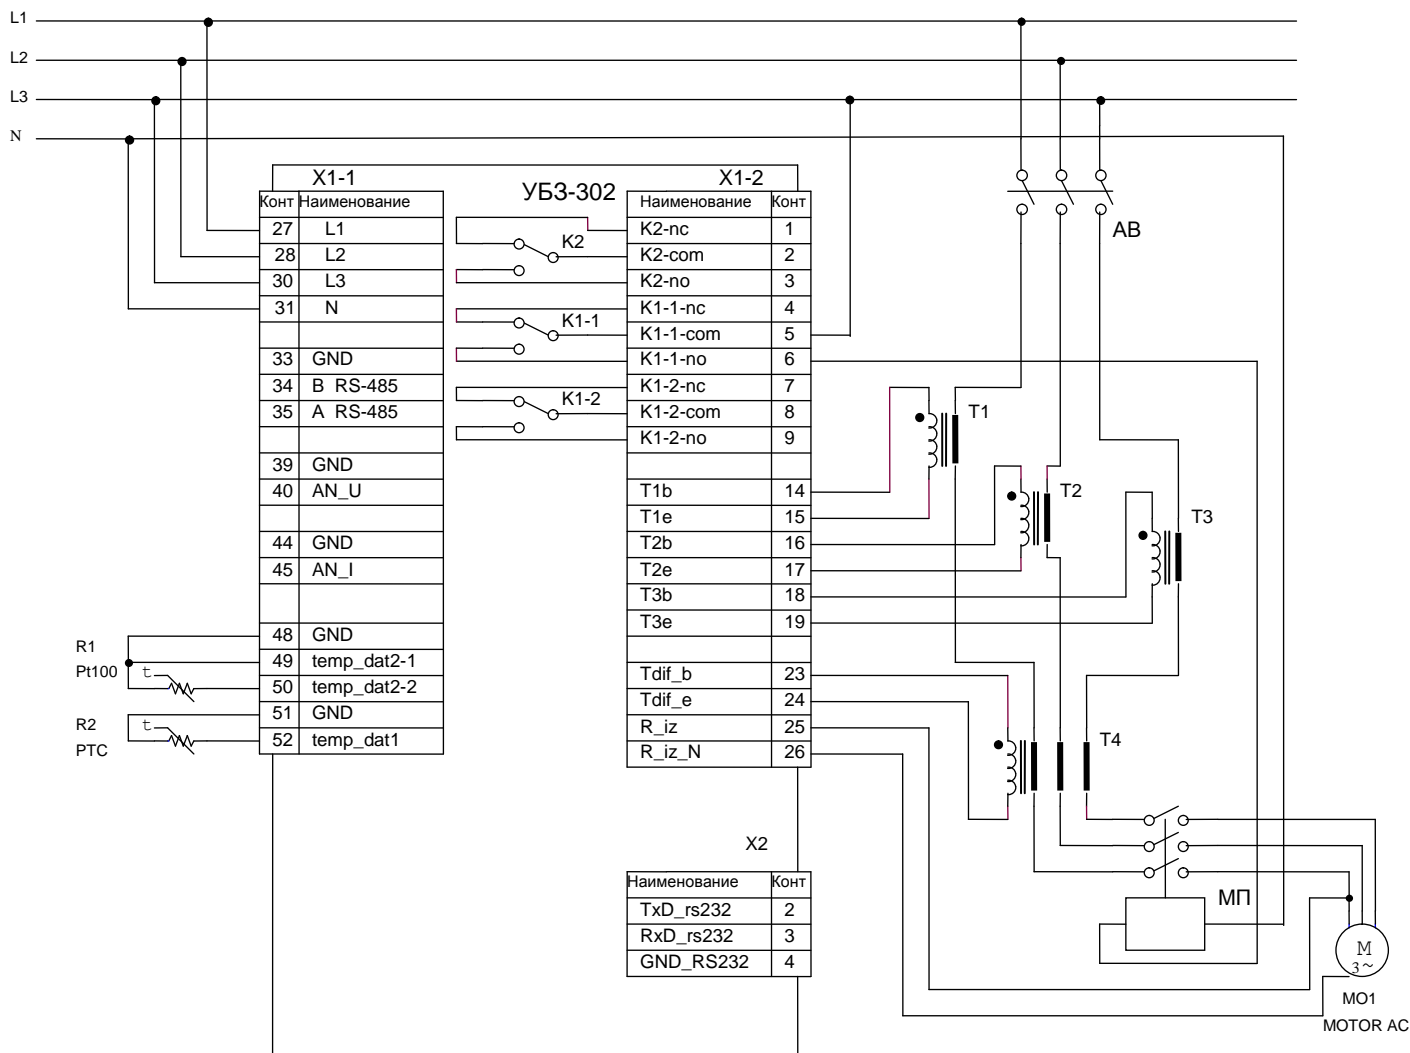 L1
L2
L3
N
X1-1
УБЗ-302
X1-2
Конт Наименование
Наименование Конт
27 L1
28 L2
30 L3
31 N
33 GND
34 B RS-485
35 A RS-485
39 GND
40 AN_U
44 GND
45 AN_I
48 GND
49 temp_dat2-1
50 temp_dat2-2
51 GND
52 temp_dat1
K2
K1-1
K1-2
K2-nc 1
K2-com 2
K2-no 3
K1-1-nc 4
K1-1-com 5
K1-1-no 6
K1-2-nc 7
K1-2-com 8
K1-2-no 9
T1b 14
T1e 15
T2b 16
T2e 17
T3b 18
T3e 19
Tdif_b 23
Tdif_e 24
R_iz 25
R_iz_N 26
AB
T1
T2
T3
T4
R1
Pt100
t
R2
PTC
t
X2
Наименование Конт
TxD_rs232 2
RxD_rs232 3
GND_RS232 4
МП
M
3~
MO1
MOTOR AC